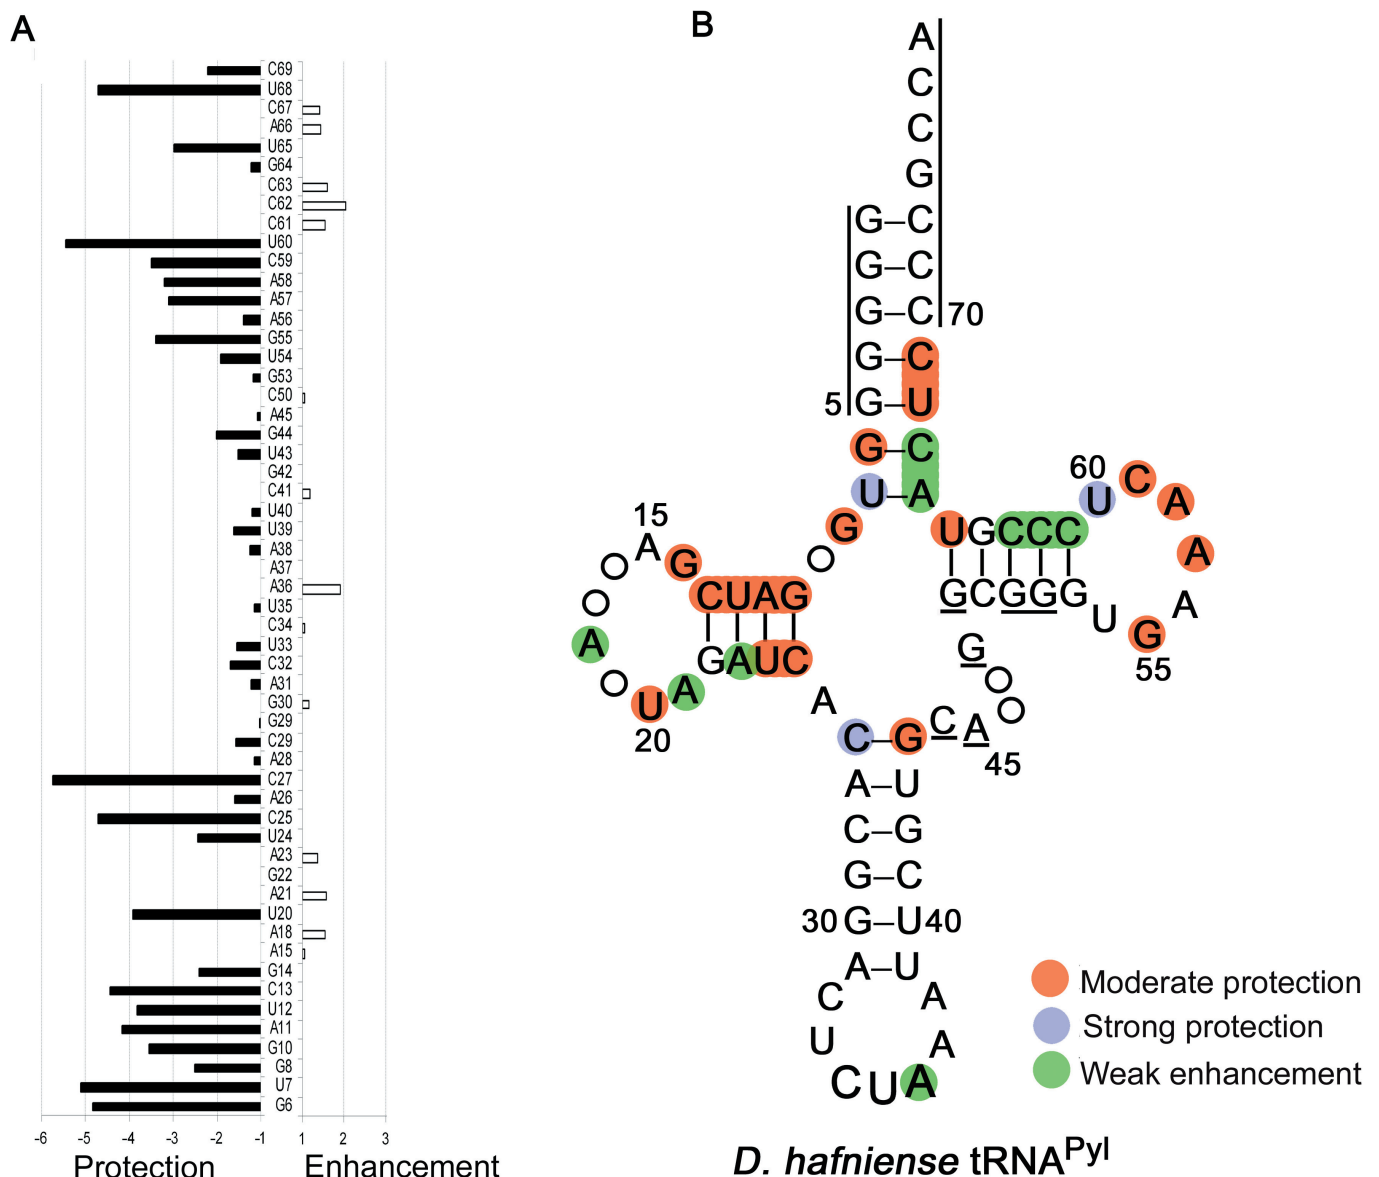 A
C69
U68
C67
A66
U65
G64
C63
C62
C61
U60
C59
A58
A57
A56
G55
U54
G53
C50
A45
G44
U43
G42
C41
U40
U39
A38
A37
A36
U35
C34
U33
C32
A31
G30
G29
C29
A28
C27
A26
C25
U24
A23
G22
A21
U20
A18
A15
G14
C13
U12
A11
G10
G8
U7
G6
-6 -5 -4 -3 -2 -1 1 2 3
Protection Enhancement
B
A
C
C
G
G–C
G–C
G–C 70
G–C
5 G–U
G–C
U–A
G
15
A G
CUAG
GAUC
A
U A
20
60
U C A
A
A
G
55
U
UGCCC
GCGGG
G
A
C–G C A
45
A–U
C–G
G–C
30 G–U 40
A–U
C A
U A
C U A
Moderate protection
Strong protection
Weak enhancement
D. hafniense tRNAPyl